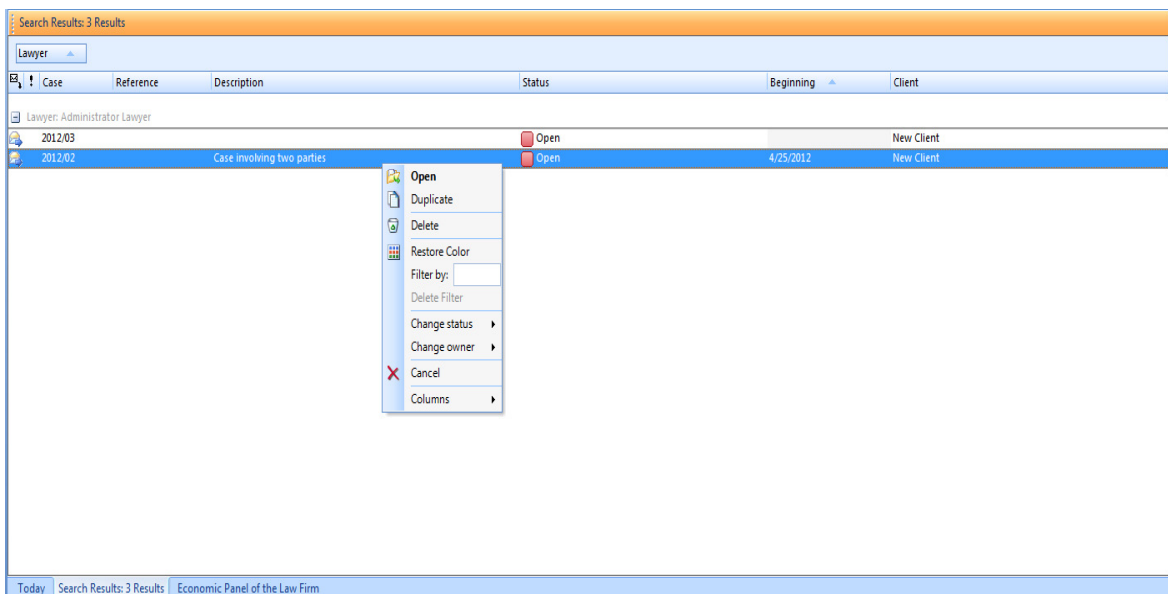 Search Results: 3 Results
Lawyer
! Case Reference Description Status Beginning Client
Lawyer: Administrator Lawyer
2012/03 Open New Client
2012/02 Case involving two parties Open 4/25/2012 New Client
Open
Duplicate
Delete
Restore Color
Filter by:
Delete Filter
Change status
Change owner
Cancel
Columns
Today Search Results: 3 Results Economic Panel of the Law Firm